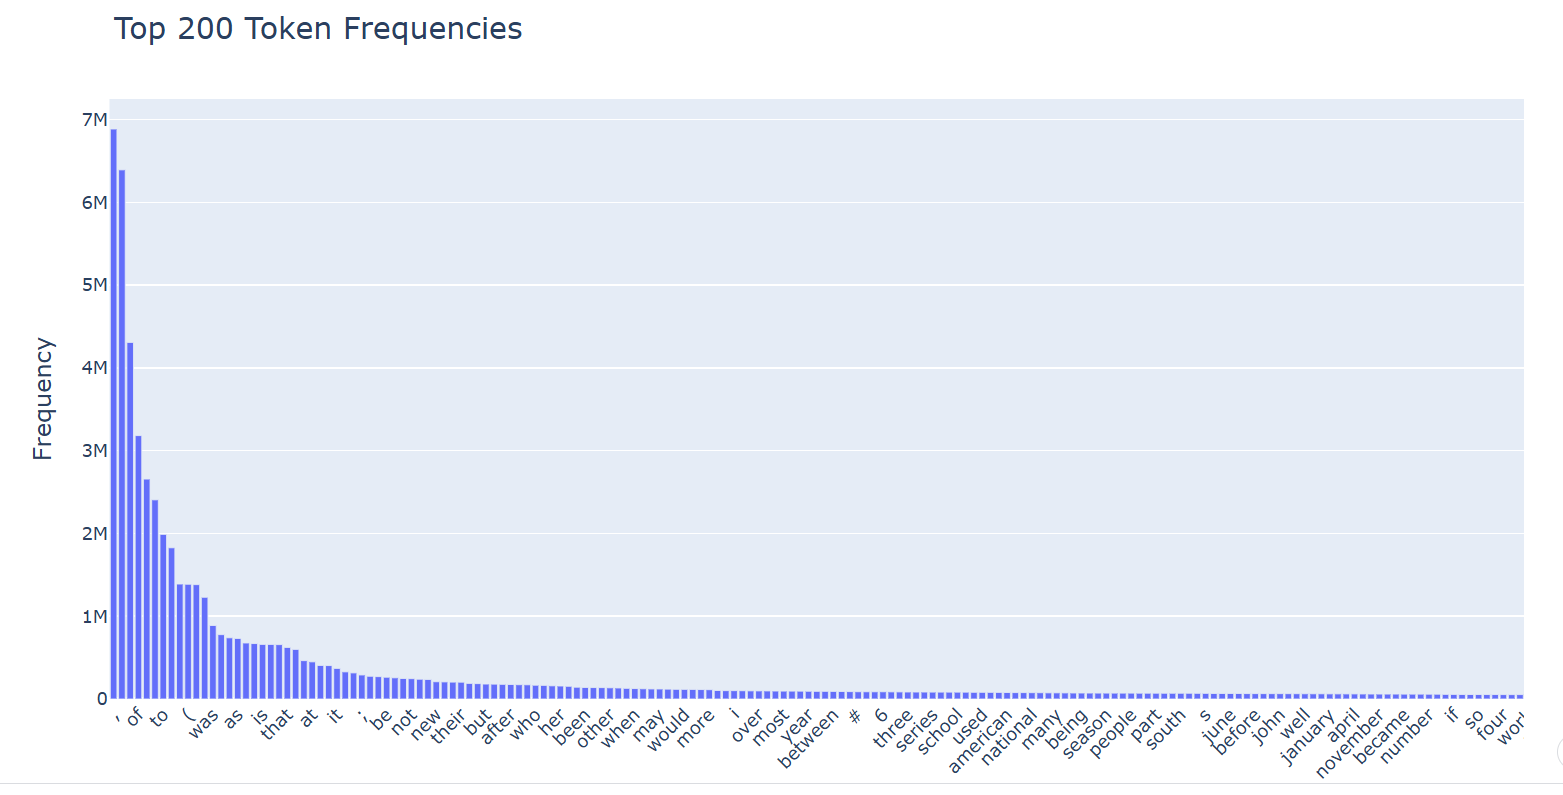 Top 200 Token Frequencies
7M
6M
5M
4M
3M
2M
1M
0
Frequency
,
of
to
(
was
as
is
that
at
it
;
be
not
new
their
but
after
who
her
been
other
when
may
would
more
i
over
most
year
between
#
6
three
series
school
used
american
national
many
being
season
people
part
south
s
june
before
john
well
january
april
november
became
number
if
so
four